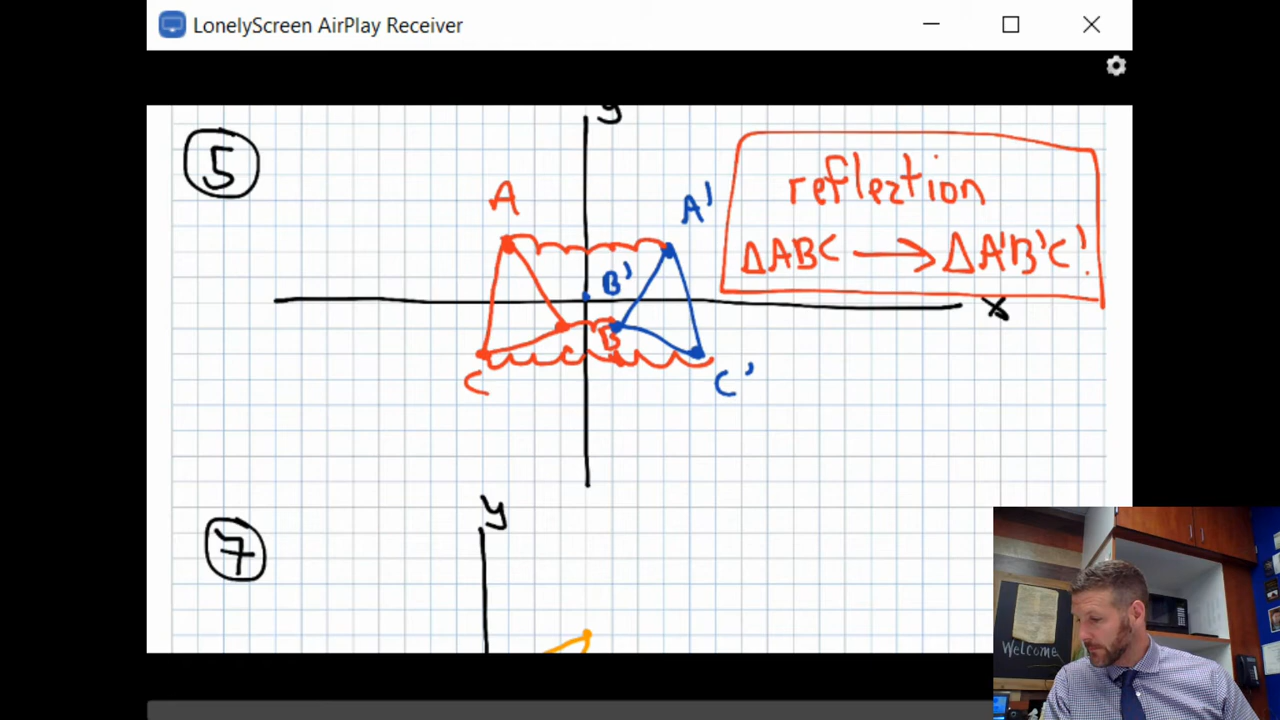 LonelyScreen AirPlay Receiver
y
5
reflection
A
A'
ΔABC → ΔA'B'C'
B'
x
B
C
C'
y
7
Welcome